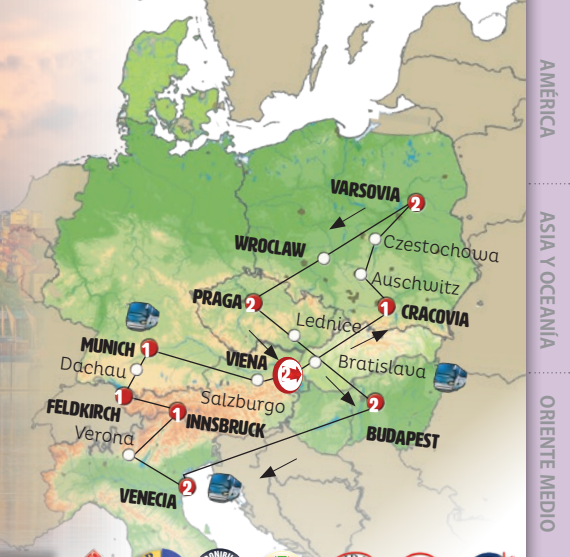 AMÉRICA
ASIA Y OCEANÍA
ORIENTE MEDIO
VARSOVIA
2
WROCLAW
Czestochowa
Auschwitz
PRAGA
2
1
CRACOVIA
Lednice
MUNICH
1
Dachau
VIENA
2
Bratislava
Salzburgo
FELDKIRCH
1
1
INNSBRUCK
2
BUDAPEST
Verona
VENECIA
2